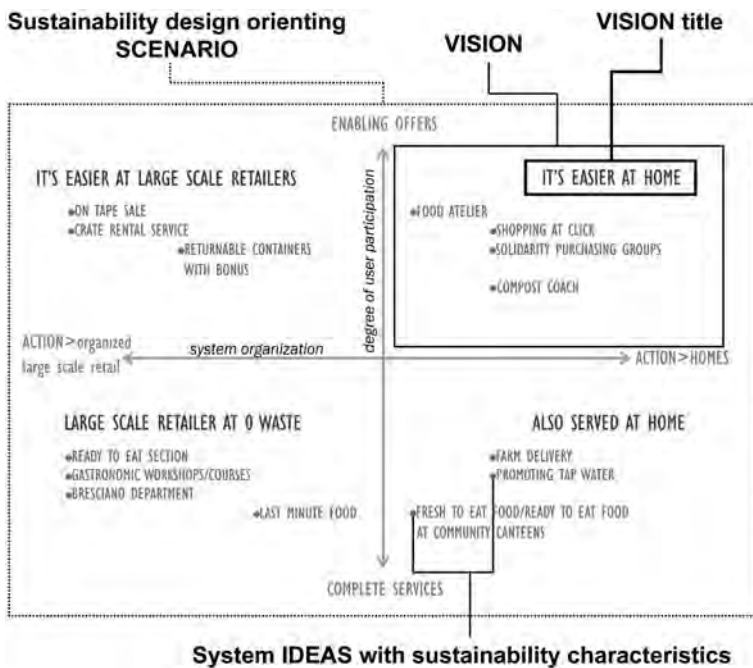 Sustainability design orienting
SCENARIO
VISION
VISION title
ENABLING OFFERS
IT'S EASIER AT LARGE SCALE RETAILERS
ON TAPE SALE
CRATE RENTAL SERVICE
RETURNABLE CONTAINERS
WITH BONUS
IT'S EASIER AT HOME
FOOD ATELIER
SHOPPING AT CLICK
SOLIDARITY PURCHASING GROUPS
COMPOST COACH
degree of user participation
ACTION>organized
large scale retail
system organization
ACTION>HOMES
LARGE SCALE RETAILER AT 0 WASTE
READY TO EAT SECTION
GASTRONOMIC WORKSHOPS/COURSES
BRESCIANO DEPARTMENT
LAST MINUTE FOOD
ALSO SERVED AT HOME
FARM DELIVERY
PROMOTING TAP WATER
FRESH TO EAT FOOD/READY TO EAT FOOD
AT COMMUNITY CANTEENS
COMPLETE SERVICES
System IDEAS with sustainability characteristics